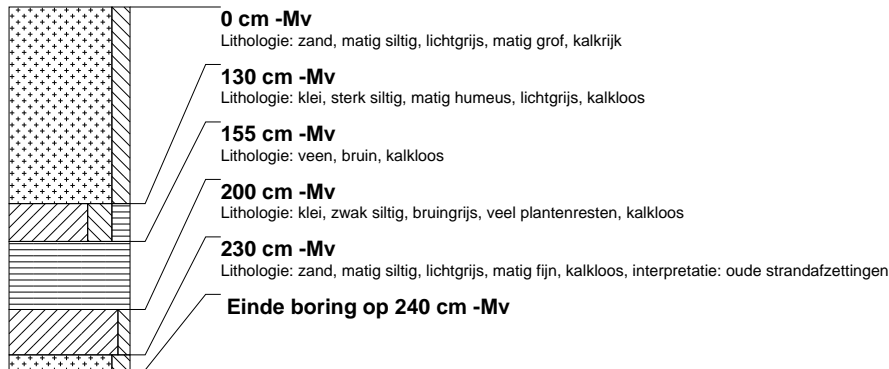 0 cm -Mv
Lithologie: zand, matig siltig, lichtgrijs, matig grof, kalkrijk
130 cm -Mv
Lithologie: klei, sterk siltig, matig humeus, lichtgrijs, kalkloos
155 cm -Mv
Lithologie: veen, bruin, kalkloos
200 cm -Mv
Lithologie: klei, zwak siltig, bruingrijs, veel plantenresten, kalkloos
230 cm -Mv
Lithologie: zand, matig siltig, lichtgrijs, matig fijn, kalkloos, interpretatie: oude strandafzettingen
Einde boring op 240 cm -Mv